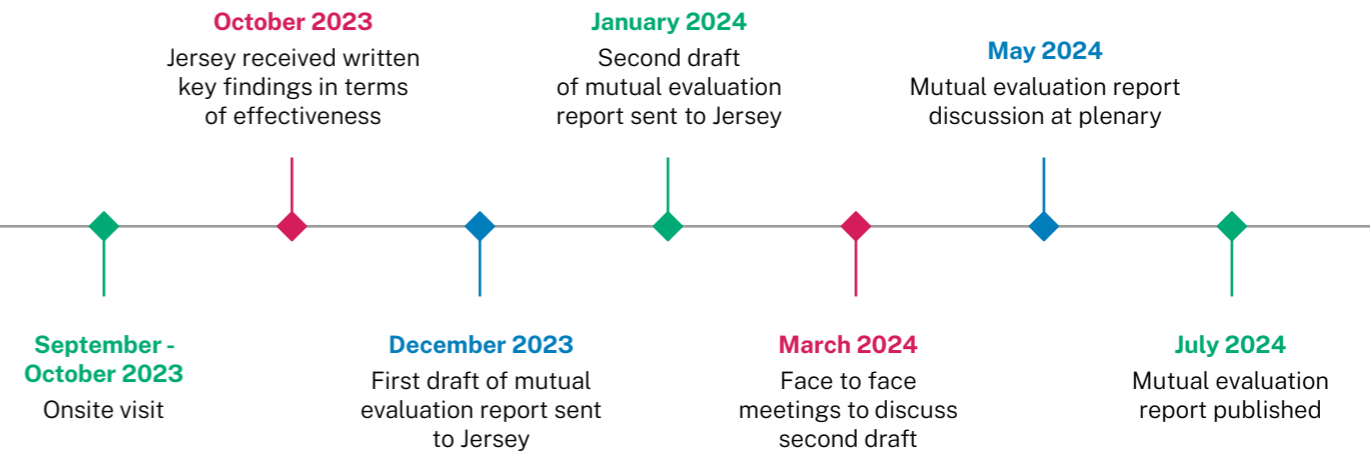 October 2023
Jersey received written
key findings in terms
of effectiveness
January 2024
Second draft
of mutual evaluation
report sent to Jersey
May 2024
Mutual evaluation report
discussion at plenary
September -
October 2023
Onsite visit
December 2023
First draft of mutual
evaluation report sent
to Jersey
March 2024
Face to face
meetings to discuss
second draft
July 2024
Mutual evaluation
report published